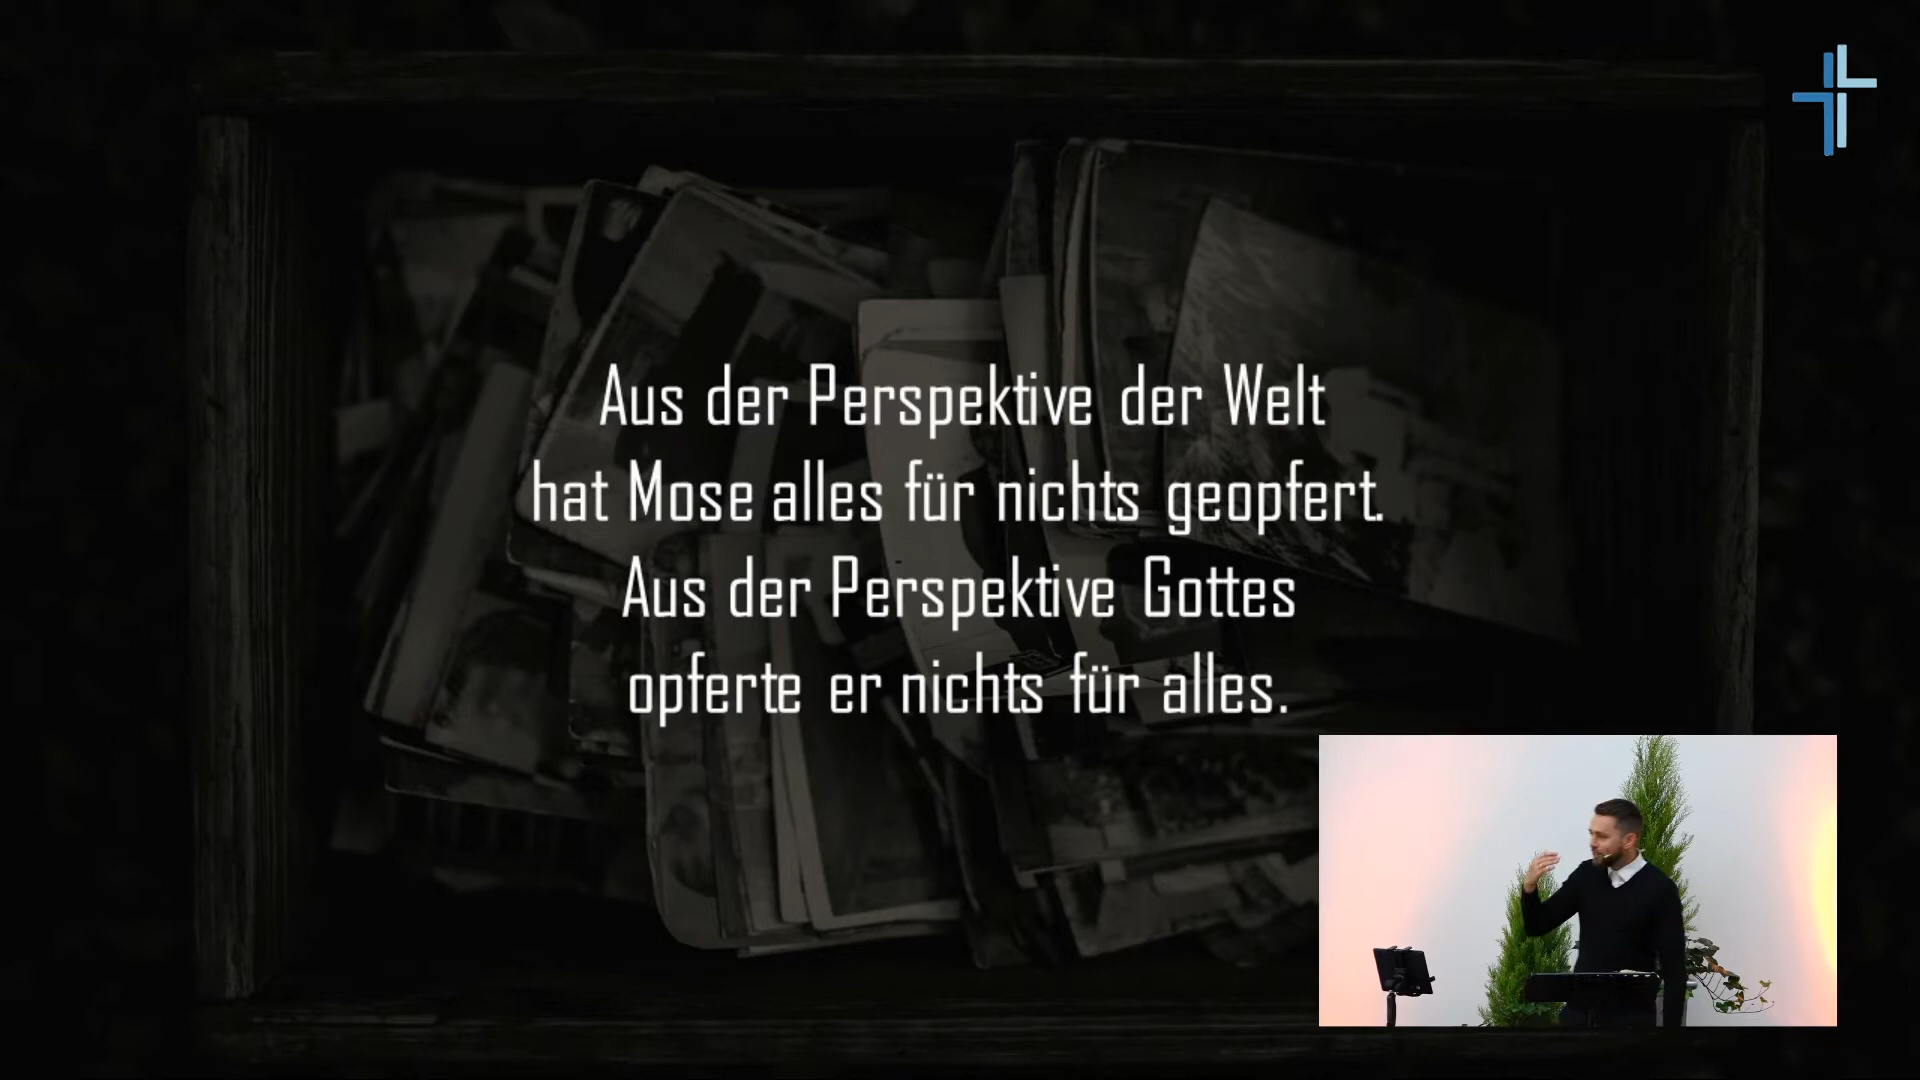 Aus der Perspektive der Welt
hat Mose alles für nichts geopfert.
Aus der Perspektive Gottes
opferte er nichts für alles.